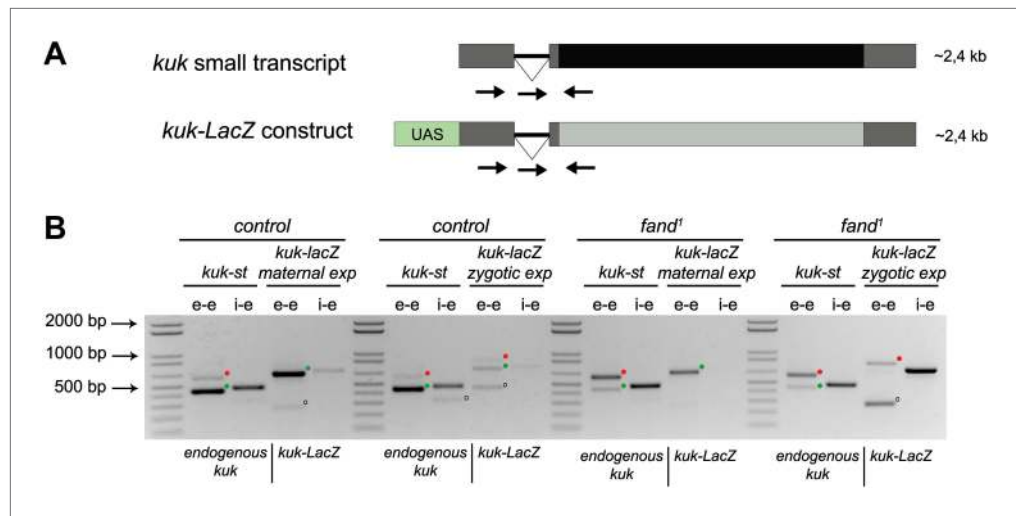 A
kuk small transcript
~2,4 kb
kuk-LacZ construct
UAS
~2,4 kb
B
control
control
fand¹
fand¹
kuk-st
kuk-lacZ
maternal exp
kuk-st
kuk-lacZ
zygotic exp
kuk-st
kuk-lacZ
maternal exp
kuk-st
kuk-lacZ
zygotic exp
e-e i-e e-e i-e e-e i-e e-e i-e e-e i-e e-e i-e e-e i-e e-e i-e
2000 bp
1000 bp
500 bp
endogenous
kuk
kuk-LacZ
endogenous
kuk
kuk-LacZ
endogenous
kuk
kuk-LacZ
endogenous
kuk
kuk-LacZ